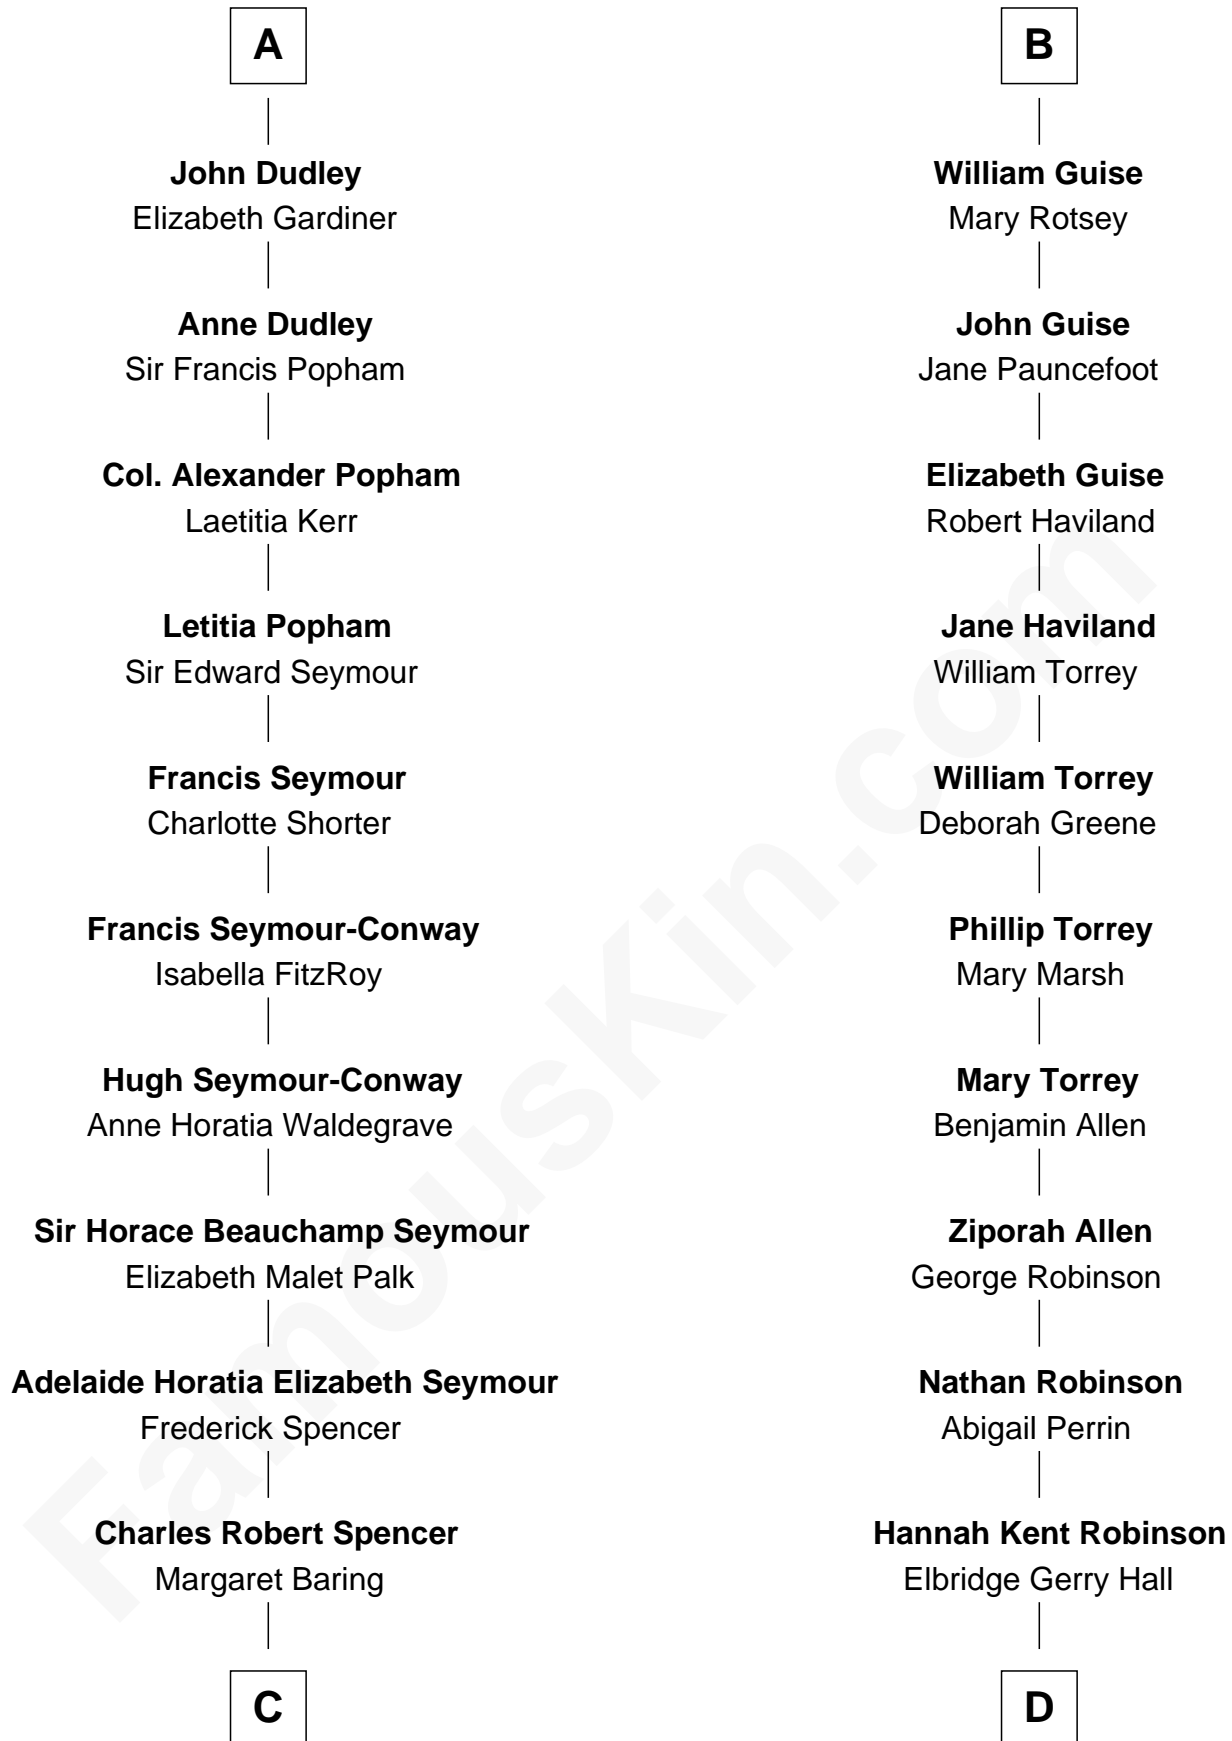 A
John Dudley
Elizabeth Gardiner
Anne Dudley
Sir Francis Popham
Col. Alexander Popham
Laetitia Kerr
Letitia Popham
Sir Edward Seymour
Francis Seymour
Charlotte Shorter
Francis Seymour-Conway
Isabella FitzRoy
Hugh Seymour-Conway
Anne Horatia Waldegrave
Sir Horace Beauchamp Seymour
Elizabeth Malet Palk
Adelaide Horatia Elizabeth Seymour
Frederick Spencer
Charles Robert Spencer
Margaret Baring
C
B
William Guise
Mary Rotsey
John Guise
Jane Pauncefoot
Elizabeth Guise
Robert Haviland
Jane Haviland
William Torrey
William Torrey
Deborah Greene
Phillip Torrey
Mary Marsh
Mary Torrey
Benjamin Allen
Ziporah Allen
George Robinson
Nathan Robinson
Abigail Perrin
Hannah Kent Robinson
Elbridge Gerry Hall
D
FamousKin.com